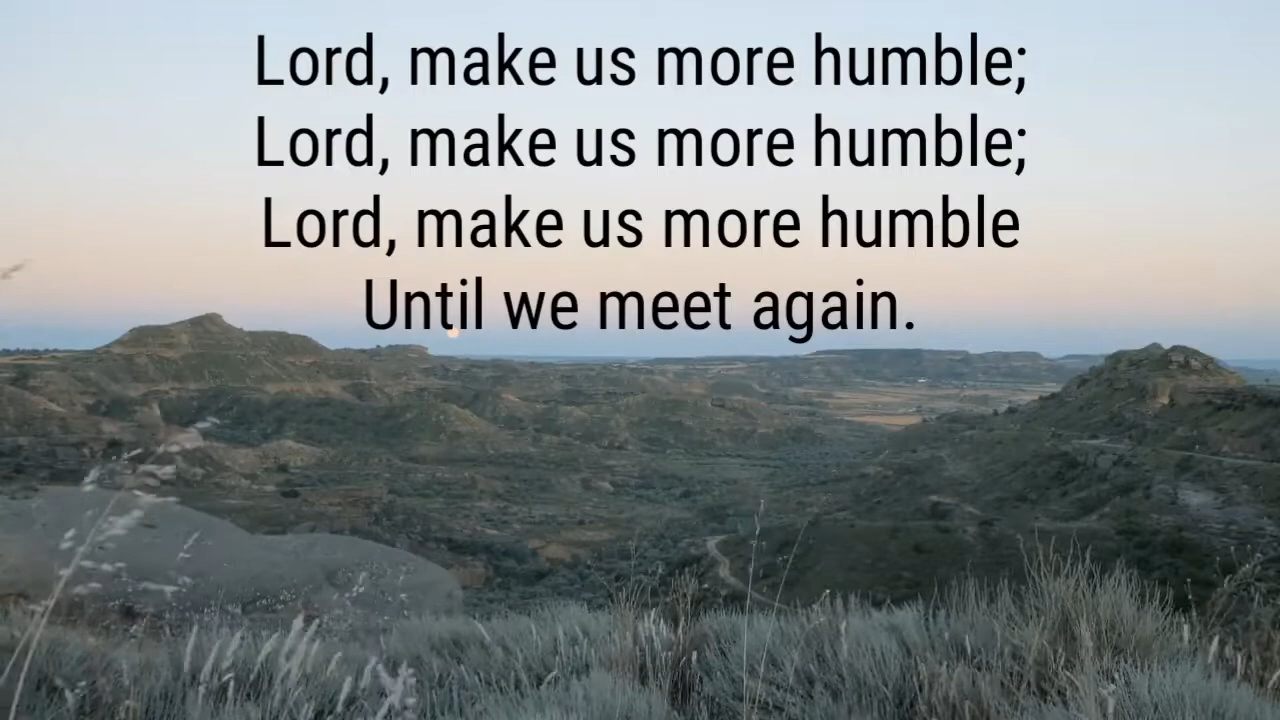 Lord, make us more humble;
Lord, make us more humble;
Lord, make us more humble
Until we meet again.